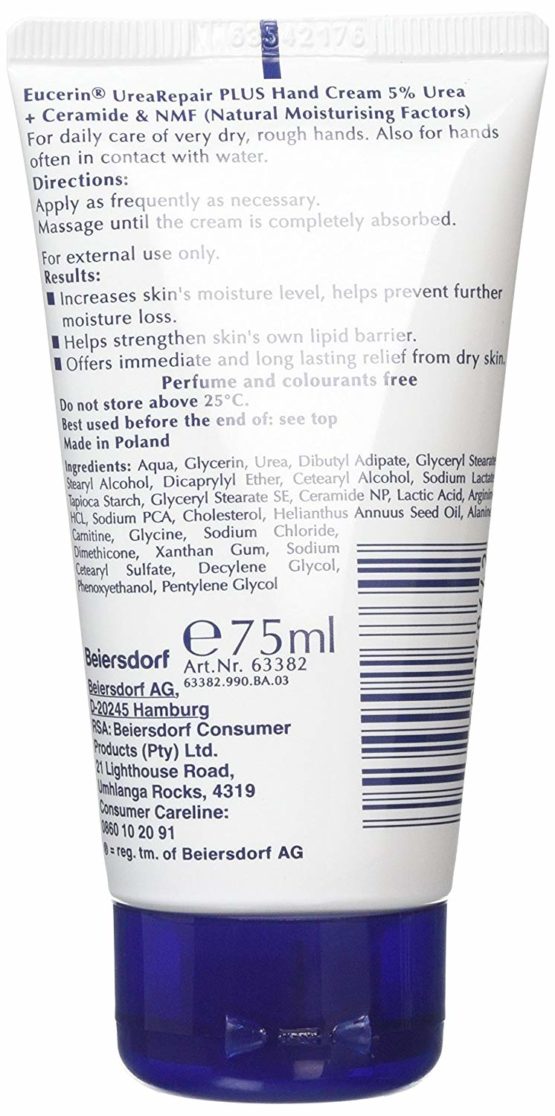 63542176
Eucerin® UreaRepair PLUS Hand Cream 5% Urea
+ Ceramide & NMF (Natural Moisturising Factors)
For daily care of very dry, rough hands. Also for hands
often in contact with water.
Directions:
Apply as frequently as necessary.
Massage until the cream is completely absorbed.
For external use only.
Results:
Increases skin's moisture level, helps prevent further
moisture loss.
Helps strengthen skin's own lipid barrier.
Offers immediate and long lasting relief from dry skin.
Perfume and colourants free
Do not store above 25°C.
Best used before the end of: see top
Made in Poland
Ingredients: Aqua, Glycerin, Urea, Dibutyl Adipate, Glyceryl Stearate
Stearyl Alcohol, Dicaprylyl Ether, Cetearyl Alcohol, Sodium Lactate
Tapioca Starch, Glyceryl Stearate SE, Ceramide NP, Lactic Acid, Arginin
HCL, Sodium PCA, Cholesterol, Helianthus Annuus Seed Oil, Alanin
Carnitine, Glycine, Sodium Chloride,
Dimethicone, Xanthan Gum, Sodium
Cetearyl Sulfate, Decylene Glycol,
Phenoxyethanol, Pentylene Glycol
e 75ml
Beiersdorf Art.Nr. 63382
Beiersdorf AG, 63382.990.BA.03
D-20245 Hamburg
RSA: Beiersdorf Consumer
Products (Pty) Ltd.
21 Lighthouse Road,
Umhlanga Rocks, 4319
Consumer Careline:
0860 10 20 91
® = reg. tm. of Beiersdorf AG